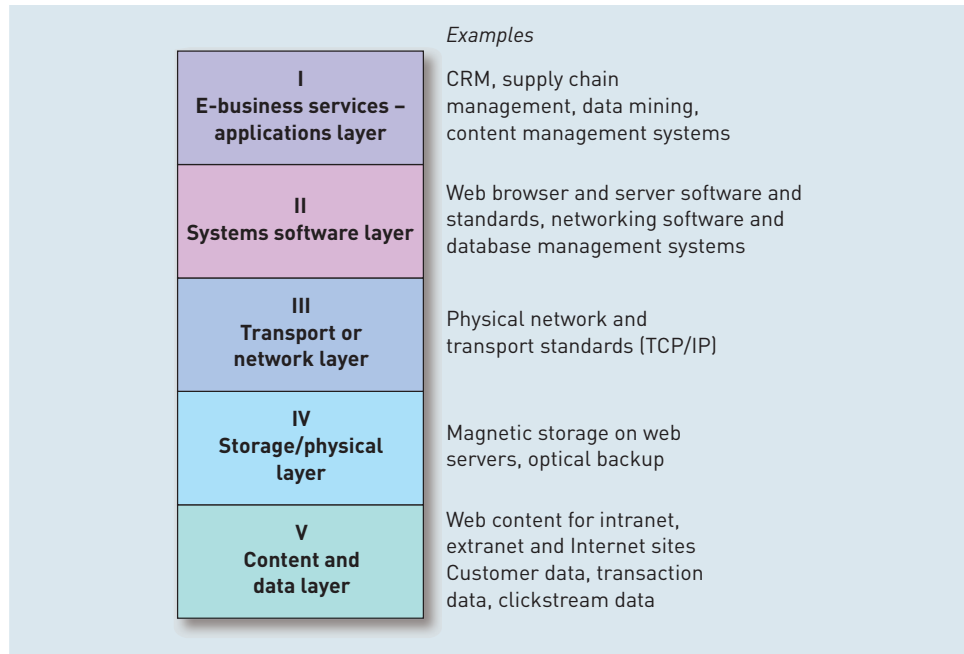 Examples
I
E-business services –
applications layer
CRM, supply chain
management, data mining,
content management systems
II
Systems software layer
Web browser and server software and
standards, networking software and
database management systems
III
Transport or
network layer
Physical network and
transport standards (TCP/IP)
IV
Storage/physical
layer
Magnetic storage on web
servers, optical backup
V
Content and
data layer
Web content for intranet,
extranet and Internet sites
Customer data, transaction
data, clickstream data